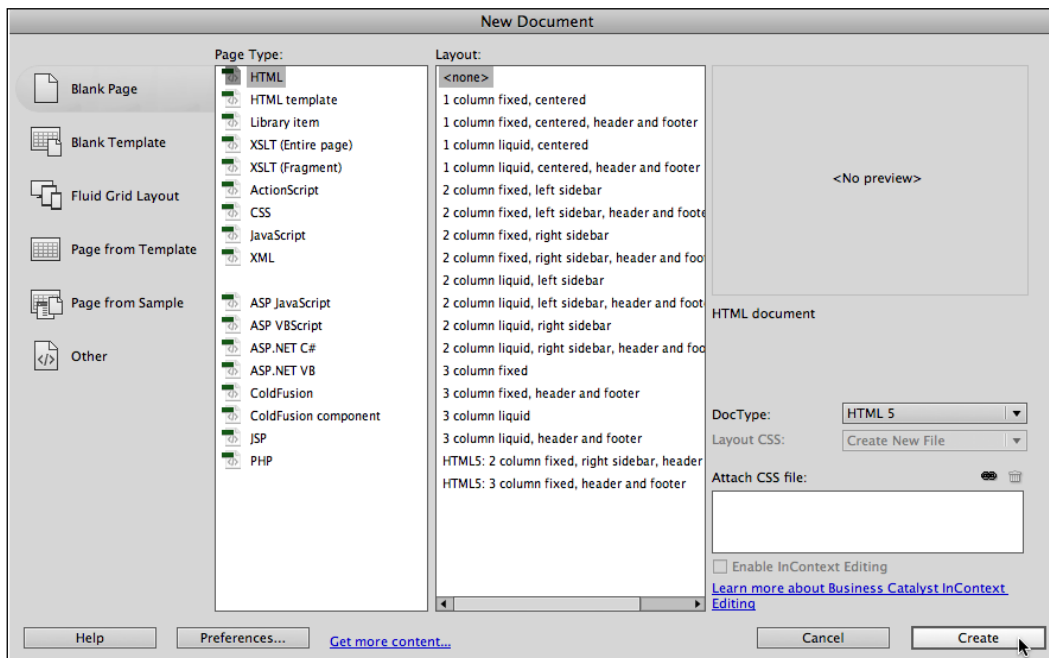 New Document
Blank Page
Blank Template
Fluid Grid Layout
Page from Template
Page from Sample
Other
Page Type:
HTML
HTML template
Library item
XSLT (Entire page)
XSLT (Fragment)
ActionScript
CSS
JavaScript
XML
ASP JavaScript
ASP VBScript
ASP.NET C#
ASP.NET VB
ColdFusion
ColdFusion component
JSP
PHP
Layout:
<none>
1 column fixed, centered
1 column fixed, centered, header and footer
1 column liquid, centered
1 column liquid, centered, header and footer
2 column fixed, left sidebar
2 column fixed, left sidebar, header and foote
2 column fixed, right sidebar
2 column fixed, right sidebar, header and foo
2 column liquid, left sidebar
2 column liquid, left sidebar, header and foot
2 column liquid, right sidebar
2 column liquid, right sidebar, header and foo
3 column fixed
3 column fixed, header and footer
3 column liquid
3 column liquid, header and footer
HTML5: 2 column fixed, right sidebar, header
HTML5: 3 column fixed, header and footer
<No preview>
HTML document
DocType: HTML 5
Layout CSS: Create New File
Attach CSS file:
Enable InContext Editing
Learn more about Business Catalyst InContext
Editing
Help Preferences... Get more content... Cancel Create